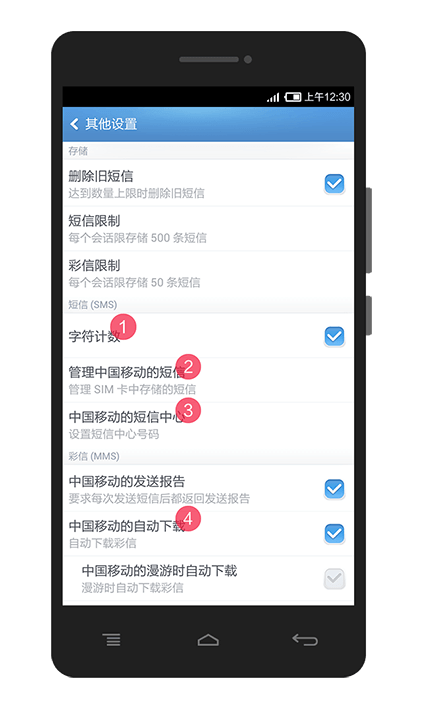 上午12:30
其他设置
存储
删除旧短信
达到数量上限时删除旧短信
短信限制
每个会话限存储 500 条短信
彩信限制
每个会话限存储 50 条短信
短信 (SMS)
1
字符计数
2
管理中国移动的短信
管理 SIM 卡中存储的短信
3
中国移动的短信中心
设置短信中心号码
彩信 (MMS)
中国移动的发送报告
要求每次发送短信后都返回发送报告
4
中国移动的自动下载
自动下载彩信
中国移动的漫游时自动下载
漫游时自动下载彩信